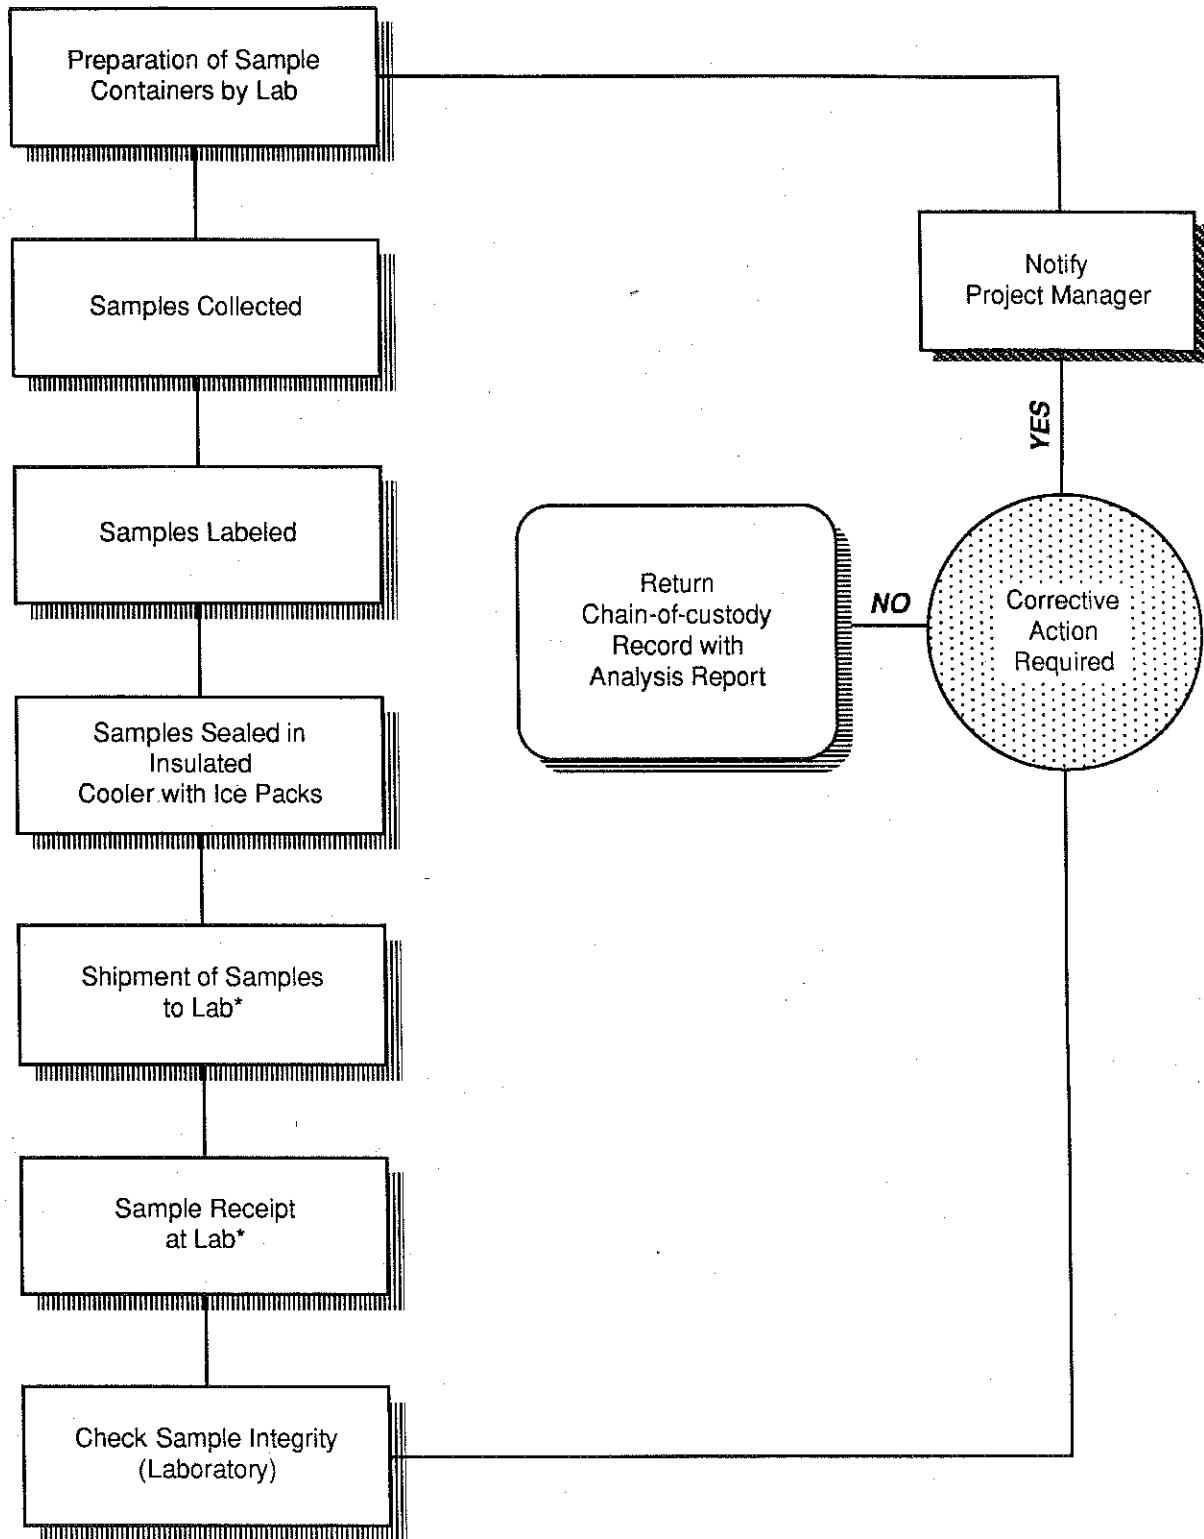 Preparation of Sample
Containers by Lab
Samples Collected
Notify
Project Manager
YES
Samples Labeled
Return
Chain-of-custody
Record with
Analysis Report
NO
Corrective
Action
Required
Samples Sealed in
Insulated
Cooler with Ice Packs
Shipment of Samples
to Lab*
Sample Receipt
at Lab*
Check Sample Integrity
(Laboratory)